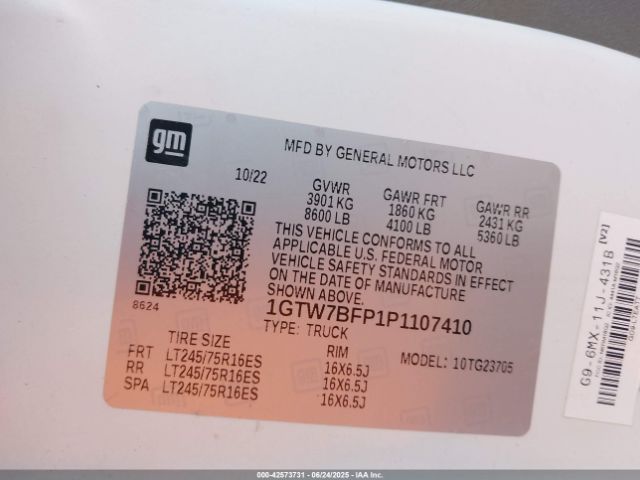 gm
MFD BY GENERAL MOTORS LLC
10/22
GVWR
3901 KG
8600 LB
GAWR FRT
1860 KG
4100 LB
GAWR RR
2431 KG
5360 LB
THIS VEHICLE CONFORMS TO ALL
APPLICABLE U.S. FEDERAL MOTOR
VEHICLE SAFETY STANDARDS IN EFFECT
ON THE DATE OF MANUFACTURE
SHOWN ABOVE.
8624
1GTW7BFP1P1107410
TYPE: TRUCK
MODEL: 10TG23705
TIRE SIZE RIM
FRT LT245/75R16ES 16X6.5J
RR LT245/75R16ES 16X6.5J
SPA LT245/75R16ES 16X6.5J
G9-6MX-11J-431B [V2]
000-42573731 - 06/24/2025 - IAA Inc.